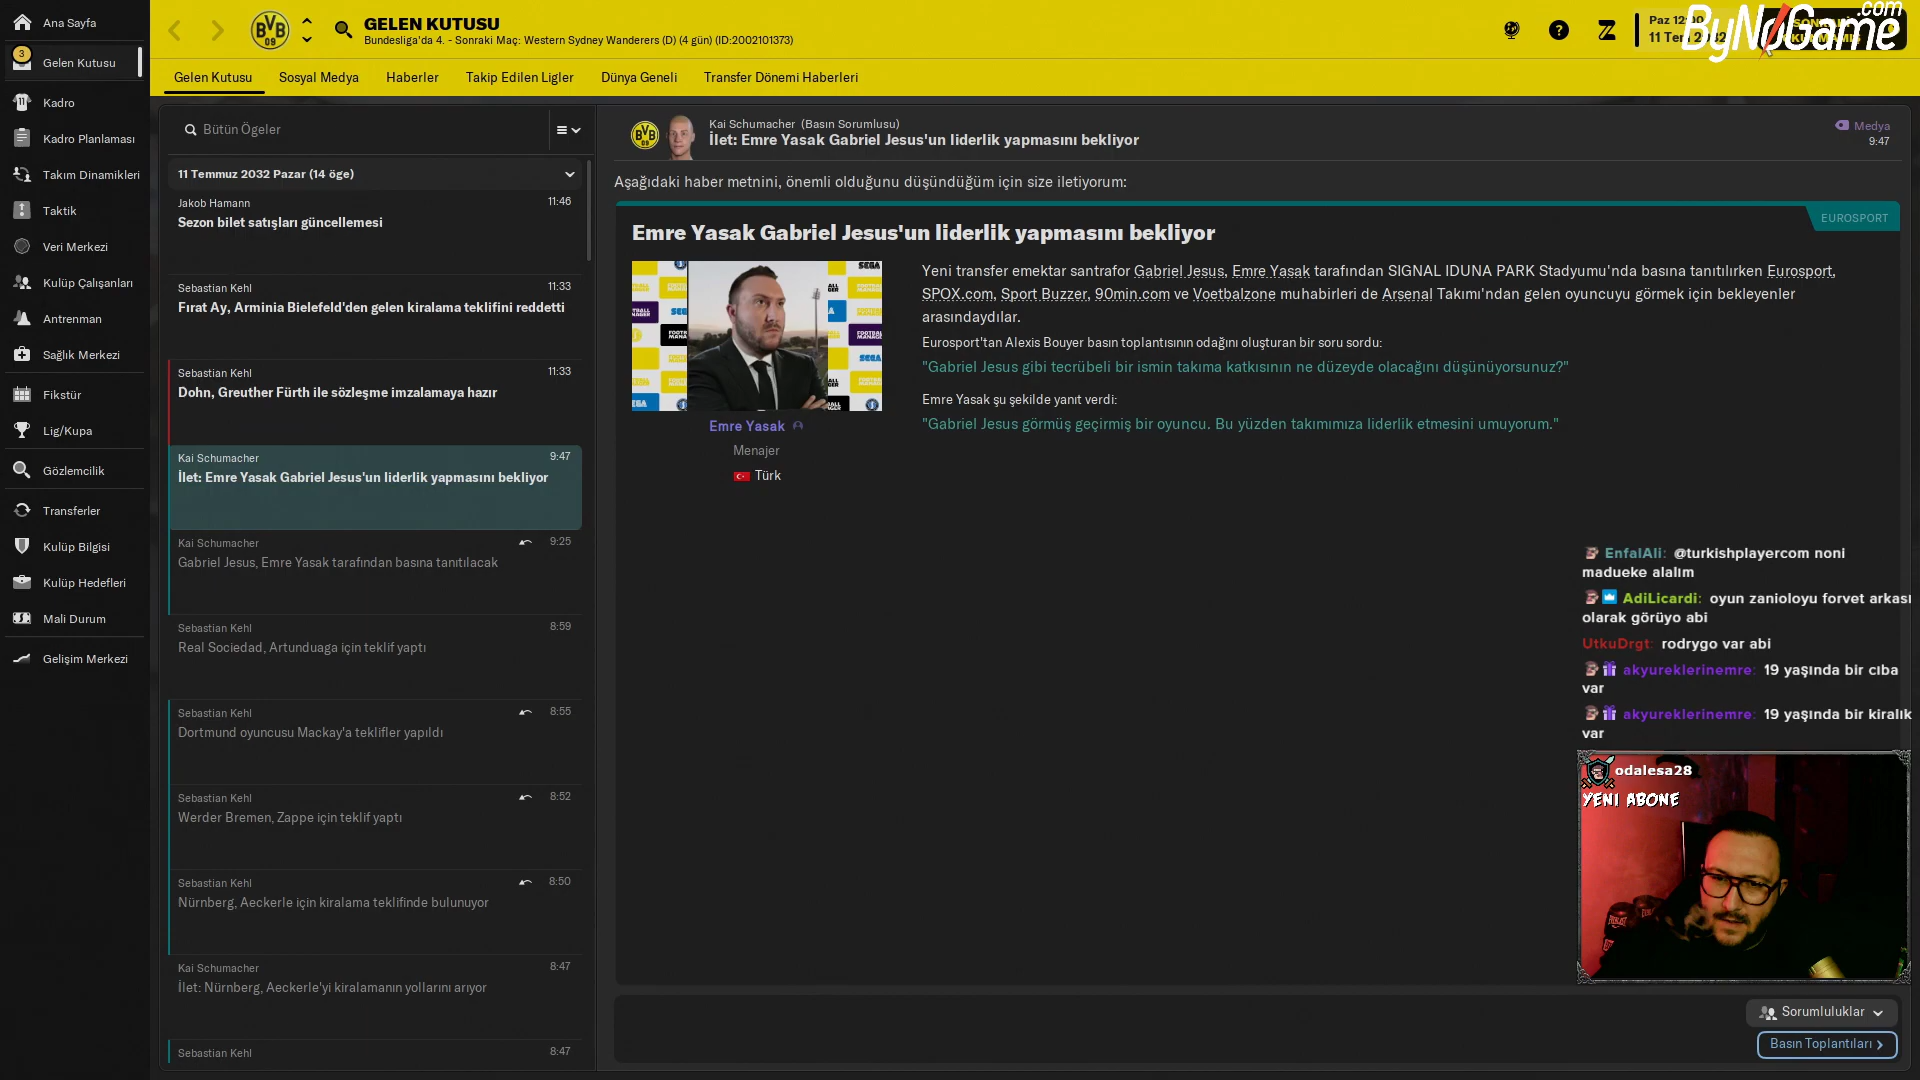 Ana Sayfa
3
Gelen Kutusu
Kadro
Kadro Planlaması
Takım Dinamikleri
Taktik
Veri Merkezi
Kulüp Çalışanları
Antrenman
Sağlık Merkezi
Fikstür
Lig/Kupa
Gözlemcilik
Transferler
Kulüp Bilgisi
Kulüp Hedefleri
Mali Durum
Gelişim Merkezi
BVB
09
GELEN KUTUSU
Bundesliga'da 4. - Sonraki Maç: Western Sydney Wanderers (D) (4 gün) (ID:2002101373)
ByNoGame
.com
Gelen Kutusu
Sosyal Medya
Haberler
Takip Edilen Ligler
Dünya Geneli
Transfer Dönemi Haberleri
Bütün Ögeler
11 Temmuz 2032 Pazar (14 öge)
Jakob Hamann 11:46
Sezon bilet satışları güncellemesi
Sebastian Kehl 11:33
Fırat Ay, Arminia Bielefeld'den gelen kiralama teklifini reddetti
Sebastian Kehl 11:33
Dohn, Greuther Fürth ile sözleşme imzalamaya hazır
Kai Schumacher 9:47
İlet: Emre Yasak Gabriel Jesus'un liderlik yapmasını bekliyor
Kai Schumacher 9:25
Gabriel Jesus, Emre Yasak tarafından basına tanıtılacak
Sebastian Kehl 8:59
Real Sociedad, Artunduaga için teklif yaptı
Sebastian Kehl 8:55
Dortmund oyuncusu Mackay'a teklifler yapıldı
Sebastian Kehl 8:52
Werder Bremen, Zappe için teklif yaptı
Sebastian Kehl 8:50
Nürnberg, Aeckerle için kiralama teklifinde bulunuyor
Kai Schumacher 8:47
İlet: Nürnberg, Aeckerle'yi kiralamanın yollarını arıyor
Sebastian Kehl 8:47
Kai Schumacher (Basın Sorumlusu)
İlet: Emre Yasak Gabriel Jesus'un liderlik yapmasını bekliyor
Medya
9:47
Aşağıdaki haber metnini, önemli olduğunu düşündüğüm için size iletiyorum:
EUROSPORT
Emre Yasak Gabriel Jesus'un liderlik yapmasını bekliyor
Emre Yasak
Menajer
Türk
Yeni transfer emektar santrafor Gabriel Jesus, Emre Yasak tarafından SIGNAL IDUNA PARK Stadyumu'nda basına tanıtılırken Eurosport,
SPOX.com, Sport Buzzer, 90min.com ve Voetbalzone muhabirleri de Arsenal Takımı'ndan gelen oyuncuyu görmek için bekleyenler
arasındaydılar.
Eurosport'tan Alexis Bouyer basın toplantısının odağını oluşturan bir soru sordu:
"Gabriel Jesus gibi tecrübeli bir ismin takıma katkısının ne düzeyde olacağını düşünüyorsunuz?"
Emre Yasak şu şekilde yanıt verdi:
"Gabriel Jesus görmüş geçirmiş bir oyuncu. Bu yüzden takımımıza liderlik etmesini umuyorum."
EnfalAli: @turkishplayercom noni
madueke alalım
AdiLicardi: oyun zanioloyu forvet arkası
olarak görüyo abi
UtkuDrgt: rodrygo var abi
akyureklerinemre: 19 yaşında bir cıba
var
akyureklerinemre: 19 yaşında bir kiralık
var
odalesa28
YENİ ABONE
Sorumluluklar
Basın Toplantıları